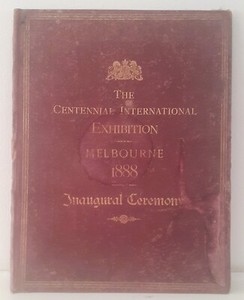 The
Centennial International
Exhibition
Melbourne
1888
Inaugural Ceremony